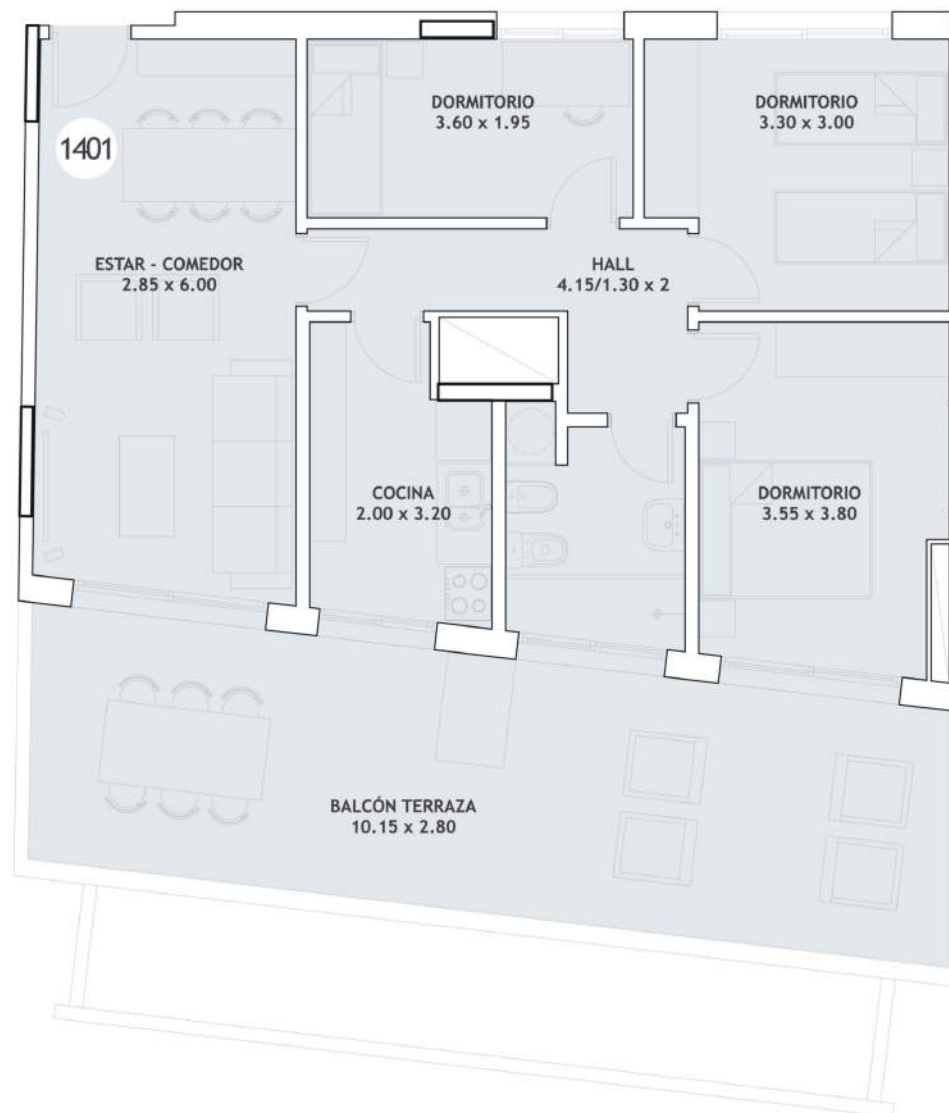 DORMITORIO
3.60 x 1.95
DORMITORIO
3.30 x 3.00
1401
ESTAR - COMEDOR
2.85 x 6.00
HALL
4.15/1.30 x 2
COCINA
2.00 x 3.20
DORMITORIO
3.55 x 3.80
BALCÓN TERRAZA
10.15 x 2.80